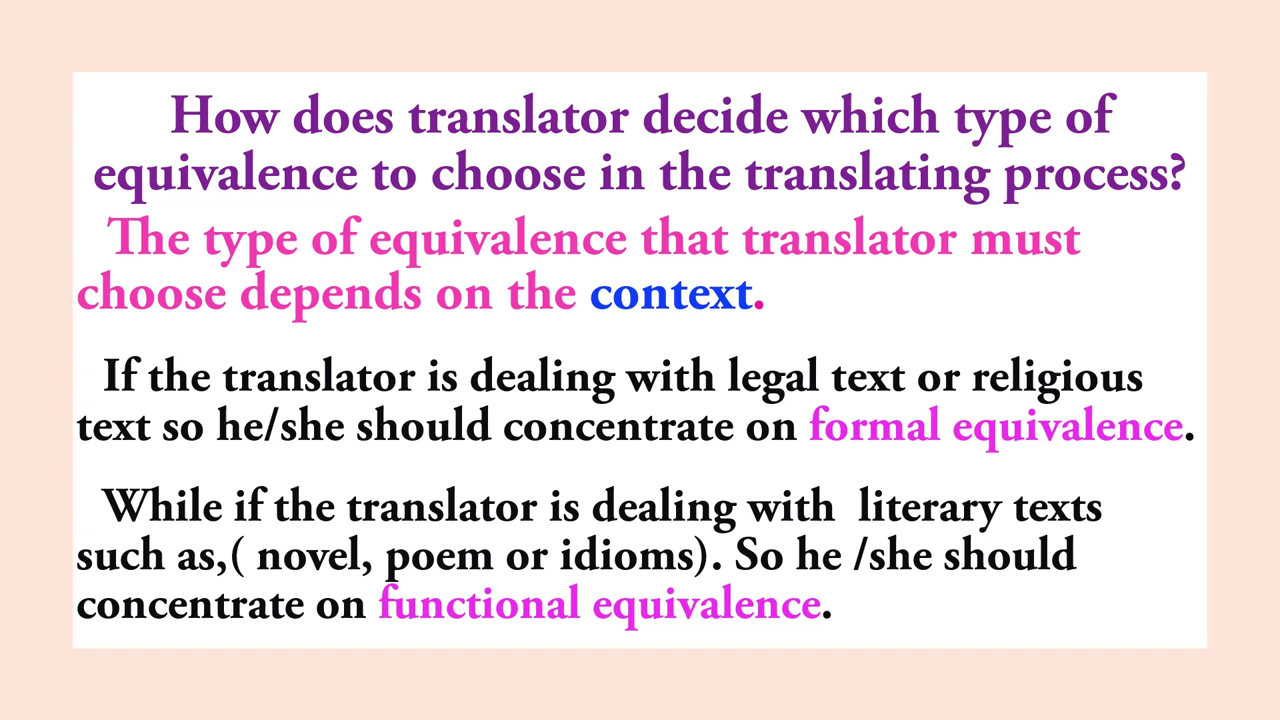 How does translator decide which type of
equivalence to choose in the translating process?
The type of equivalence that translator must
choose depends on the context.
If the translator is dealing with legal text or religious
text so he/she should concentrate on formal equivalence.
While if the translator is dealing with literary texts
such as,( novel, poem or idioms). So he /she should
concentrate on functional equivalence.